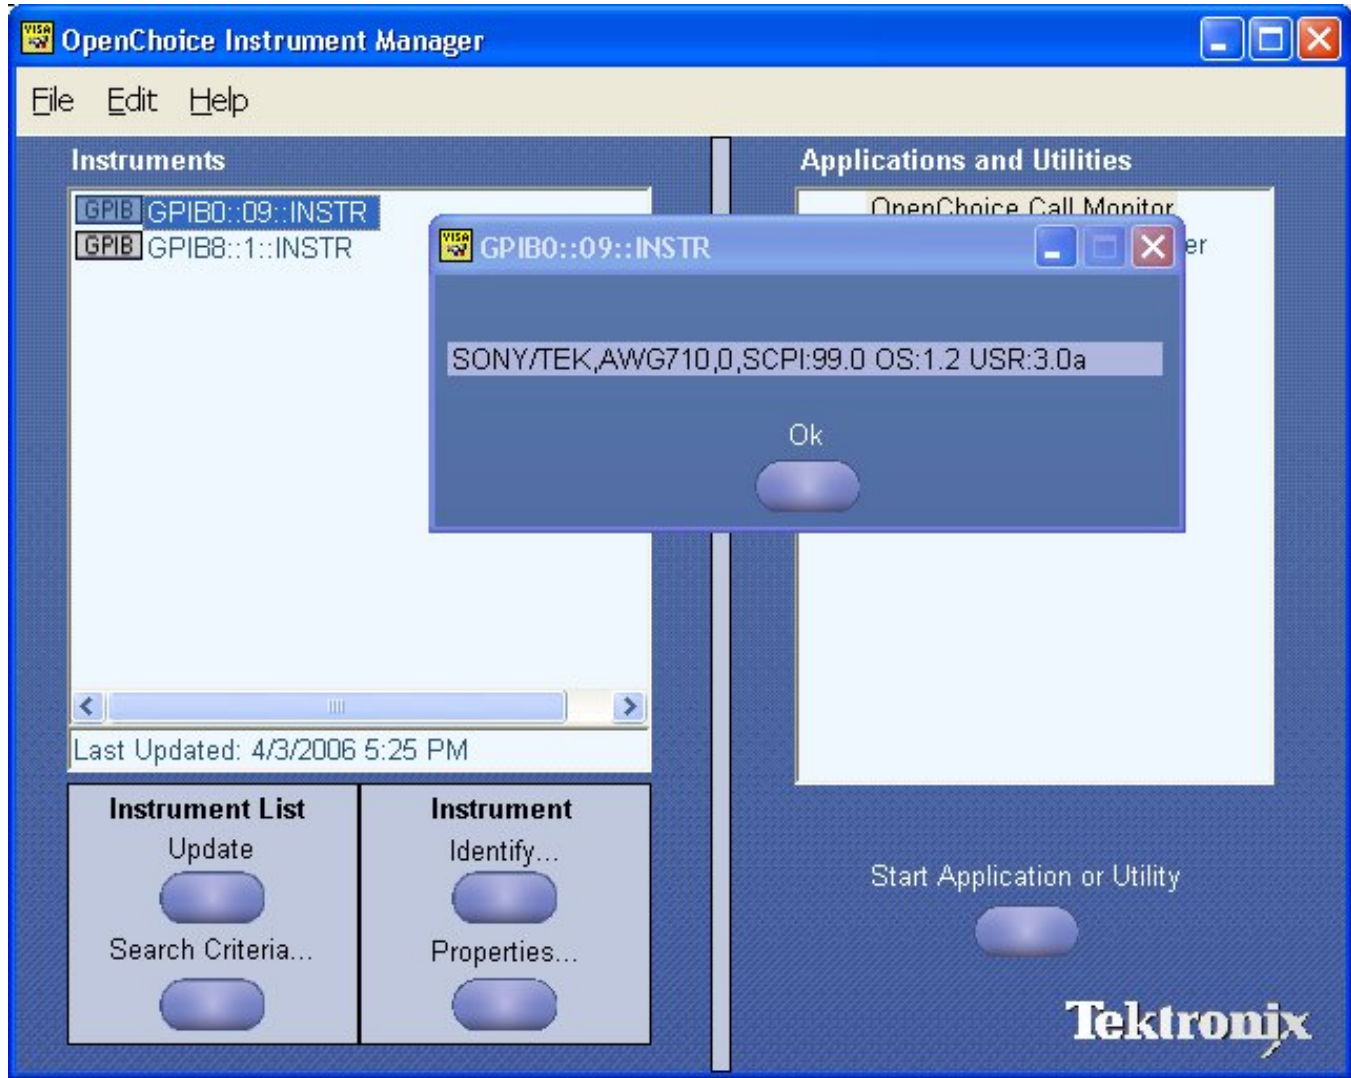 OpenChoice Instrument Manager
File Edit Help
Instruments
GPIB GPIB0::09::INSTR
GPIB GPIB8::1::INSTR
Last Updated: 4/3/2006 5:25 PM
Applications and Utilities
OpenChoice Call Monitor
er
VISA GPIB0::09::INSTR
SONY/TEK,AWG710,0,SCPI:99.0 OS:1.2 USR:3.0a
Ok
Instrument List
Update
Search Criteria...
Instrument
Identify...
Properties...
Start Application or Utility
Tektronix